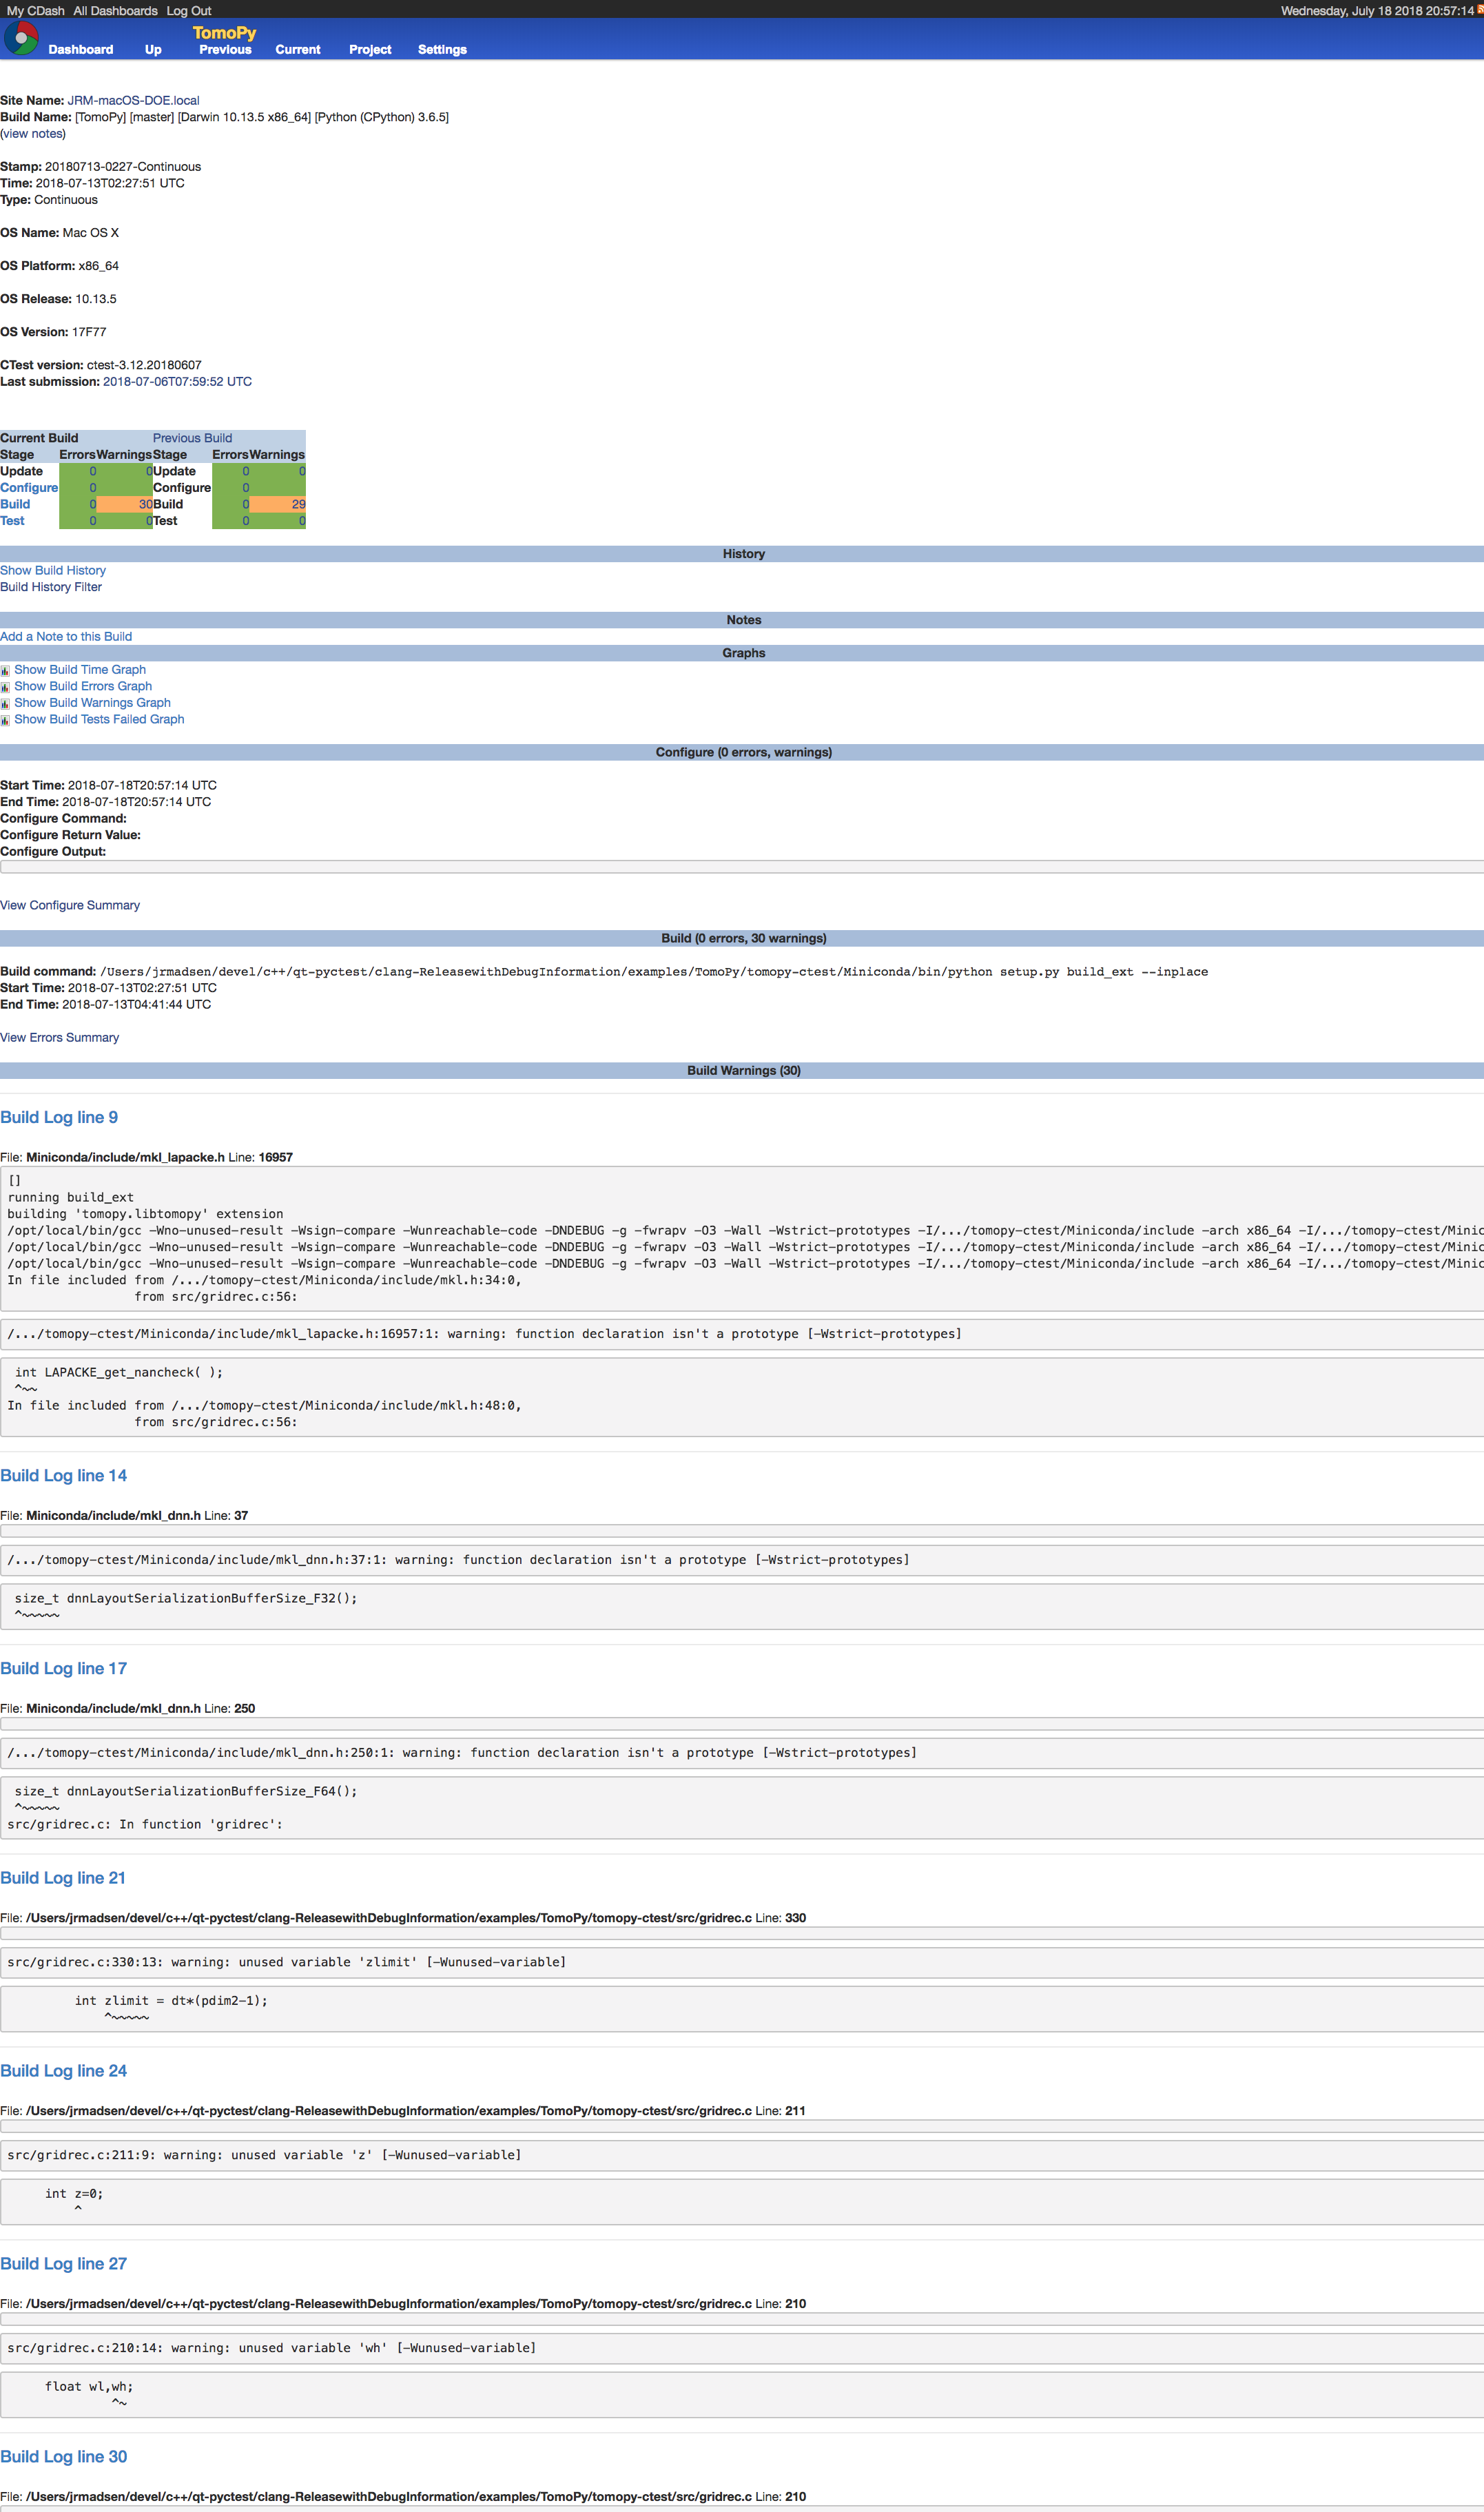 My CDash All Dashboards Log Out Wednesday, July 18 2018 20:57:14
TomoPy
Dashboard Up Previous Current Project Settings
Site Name: JRM-macOS-DOE.local
Build Name: [TomoPy] [master] [Darwin 10.13.5 x86_64] [Python (CPython) 3.6.5]
(view notes)
Stamp: 20180713-0227-Continuous
Time: 2018-07-13T02:27:51 UTC
Type: Continuous
OS Name: Mac OS X
OS Platform: x86_64
OS Release: 10.13.5
OS Version: 17F77
CTest version: ctest-3.12.20180607
Last submission: 2018-07-06T07:59:52 UTC
Current Build Previous Build
Stage Errors Warnings Stage Errors Warnings
Update 0 0 Update 0 0
Configure 0 Configure 0
Build 0 30 Build 0 29
Test 0 0 Test 0 0
History
Show Build History
Build History Filter
Notes
Add a Note to this Build
Graphs
Show Build Time Graph
Show Build Errors Graph
Show Build Warnings Graph
Show Build Tests Failed Graph
Configure (0 errors, warnings)
Start Time: 2018-07-18T20:57:14 UTC
End Time: 2018-07-18T20:57:14 UTC
Configure Command:
Configure Return Value:
Configure Output:
View Configure Summary
Build (0 errors, 30 warnings)
Build command: /Users/jrmadsen/devel/c++/qt-pyctest/clang-ReleasewithDebugInformation/examples/TomoPy/tomopy-ctest/Miniconda/bin/python setup.py build_ext --inplace
Start Time: 2018-07-13T02:27:51 UTC
End Time: 2018-07-13T04:41:44 UTC
View Errors Summary
Build Warnings (30)
Build Log line 9
File: Miniconda/include/mkl_lapacke.h Line: 16957
[]
running build_ext
building 'tomopy.libtomopy' extension
/opt/local/bin/gcc -Wno-unused-result -Wsign-compare -Wunreachable-code -DNDEBUG -g -fwrapv -O3 -Wall -Wstrict-prototypes -I/.../tomopy-ctest/Miniconda/include -arch x86_64 -I/.../tomopy-ctest/Minic
/opt/local/bin/gcc -Wno-unused-result -Wsign-compare -Wunreachable-code -DNDEBUG -g -fwrapv -O3 -Wall -Wstrict-prototypes -I/.../tomopy-ctest/Miniconda/include -arch x86_64 -I/.../tomopy-ctest/Minic
/opt/local/bin/gcc -Wno-unused-result -Wsign-compare -Wunreachable-code -DNDEBUG -g -fwrapv -O3 -Wall -Wstrict-prototypes -I/.../tomopy-ctest/Miniconda/include -arch x86_64 -I/.../tomopy-ctest/Minic
In file included from /.../tomopy-ctest/Miniconda/include/mkl.h:34:0,
from src/gridrec.c:56:
/.../tomopy-ctest/Miniconda/include/mkl_lapacke.h:16957:1: warning: function declaration isn't a prototype [-Wstrict-prototypes]
int LAPACKE_get_nancheck( );
^~~
In file included from /.../tomopy-ctest/Miniconda/include/mkl.h:48:0,
from src/gridrec.c:56:
Build Log line 14
File: Miniconda/include/mkl_dnn.h Line: 37
/.../tomopy-ctest/Miniconda/include/mkl_dnn.h:37:1: warning: function declaration isn't a prototype [-Wstrict-prototypes]
size_t dnnLayoutSerializationBufferSize_F32();
^~~~~~
Build Log line 17
File: Miniconda/include/mkl_dnn.h Line: 250
/.../tomopy-ctest/Miniconda/include/mkl_dnn.h:250:1: warning: function declaration isn't a prototype [-Wstrict-prototypes]
size_t dnnLayoutSerializationBufferSize_F64();
^~~~~~
src/gridrec.c: In function 'gridrec':
Build Log line 21
File: /Users/jrmadsen/devel/c++/qt-pyctest/clang-ReleasewithDebugInformation/examples/TomoPy/tomopy-ctest/src/gridrec.c Line: 330
src/gridrec.c:330:13: warning: unused variable 'zlimit' [-Wunused-variable]
int zlimit = dt*(pdim2-1);
^~~~~~
Build Log line 24
File: /Users/jrmadsen/devel/c++/qt-pyctest/clang-ReleasewithDebugInformation/examples/TomoPy/tomopy-ctest/src/gridrec.c Line: 211
src/gridrec.c:211:9: warning: unused variable 'z' [-Wunused-variable]
int z=0;
^
Build Log line 27
File: /Users/jrmadsen/devel/c++/qt-pyctest/clang-ReleasewithDebugInformation/examples/TomoPy/tomopy-ctest/src/gridrec.c Line: 210
src/gridrec.c:210:14: warning: unused variable 'wh' [-Wunused-variable]
float wl,wh;
^~
Build Log line 30
File: /Users/jrmadsen/devel/c++/qt-pyctest/clang-ReleasewithDebugInformation/examples/TomoPy/tomopy-ctest/src/gridrec.c Line: 210